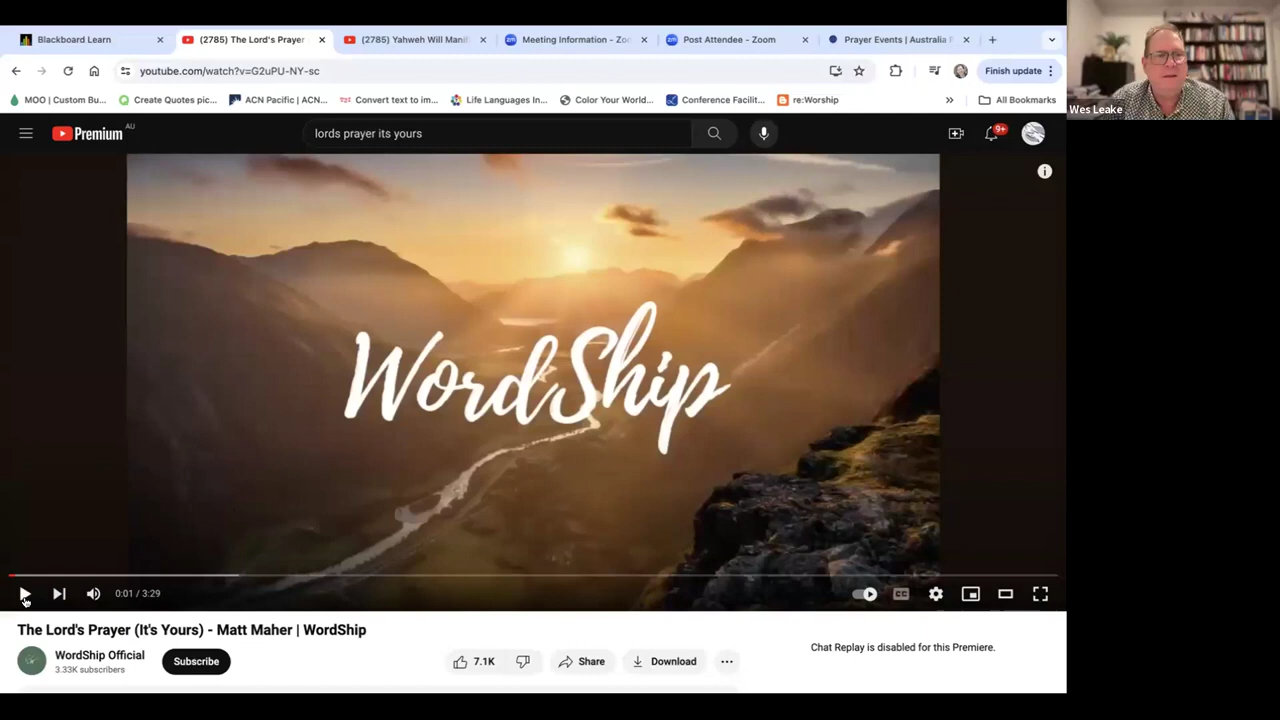 Blackboard Learn
(2785) The Lord's Prayer
(2785) Yahweh Will Manif
Meeting Information - Zoo
Post Attendee - Zoom
Prayer Events | Australia P
youtube.com/watch?v=G2uPU-NY-sc
Finish update
MOO | Custom Bu...
Create Quotes pic...
ACN Pacific | ACN...
Convert text to im...
Life Languages In...
Color Your World...
Conference Facilit...
re:Worship
»
All Bookmarks
Premium AU
lords prayer its yours
9+
WordShip
0:01 / 3:29
CC
The Lord's Prayer (It's Yours) - Matt Maher | WordShip
WordShip Official
3.33K subscribers
Subscribe
7.1K
Share
Download
Chat Replay is disabled for this Premiere.
Wes Leake